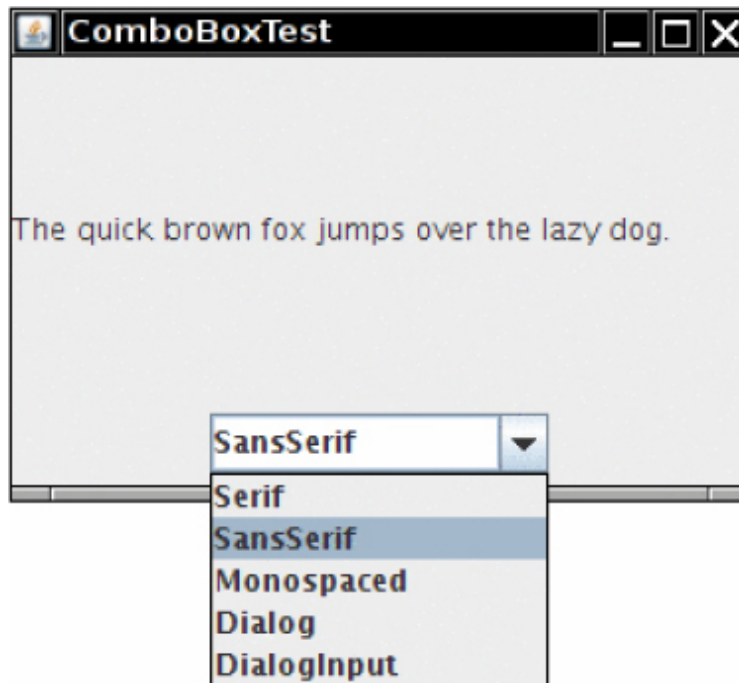 ComboBoxTest
The quick brown fox jumps over the lazy dog.
SansSerif
Serif
SansSerif
Monospaced
Dialog
DialogInput